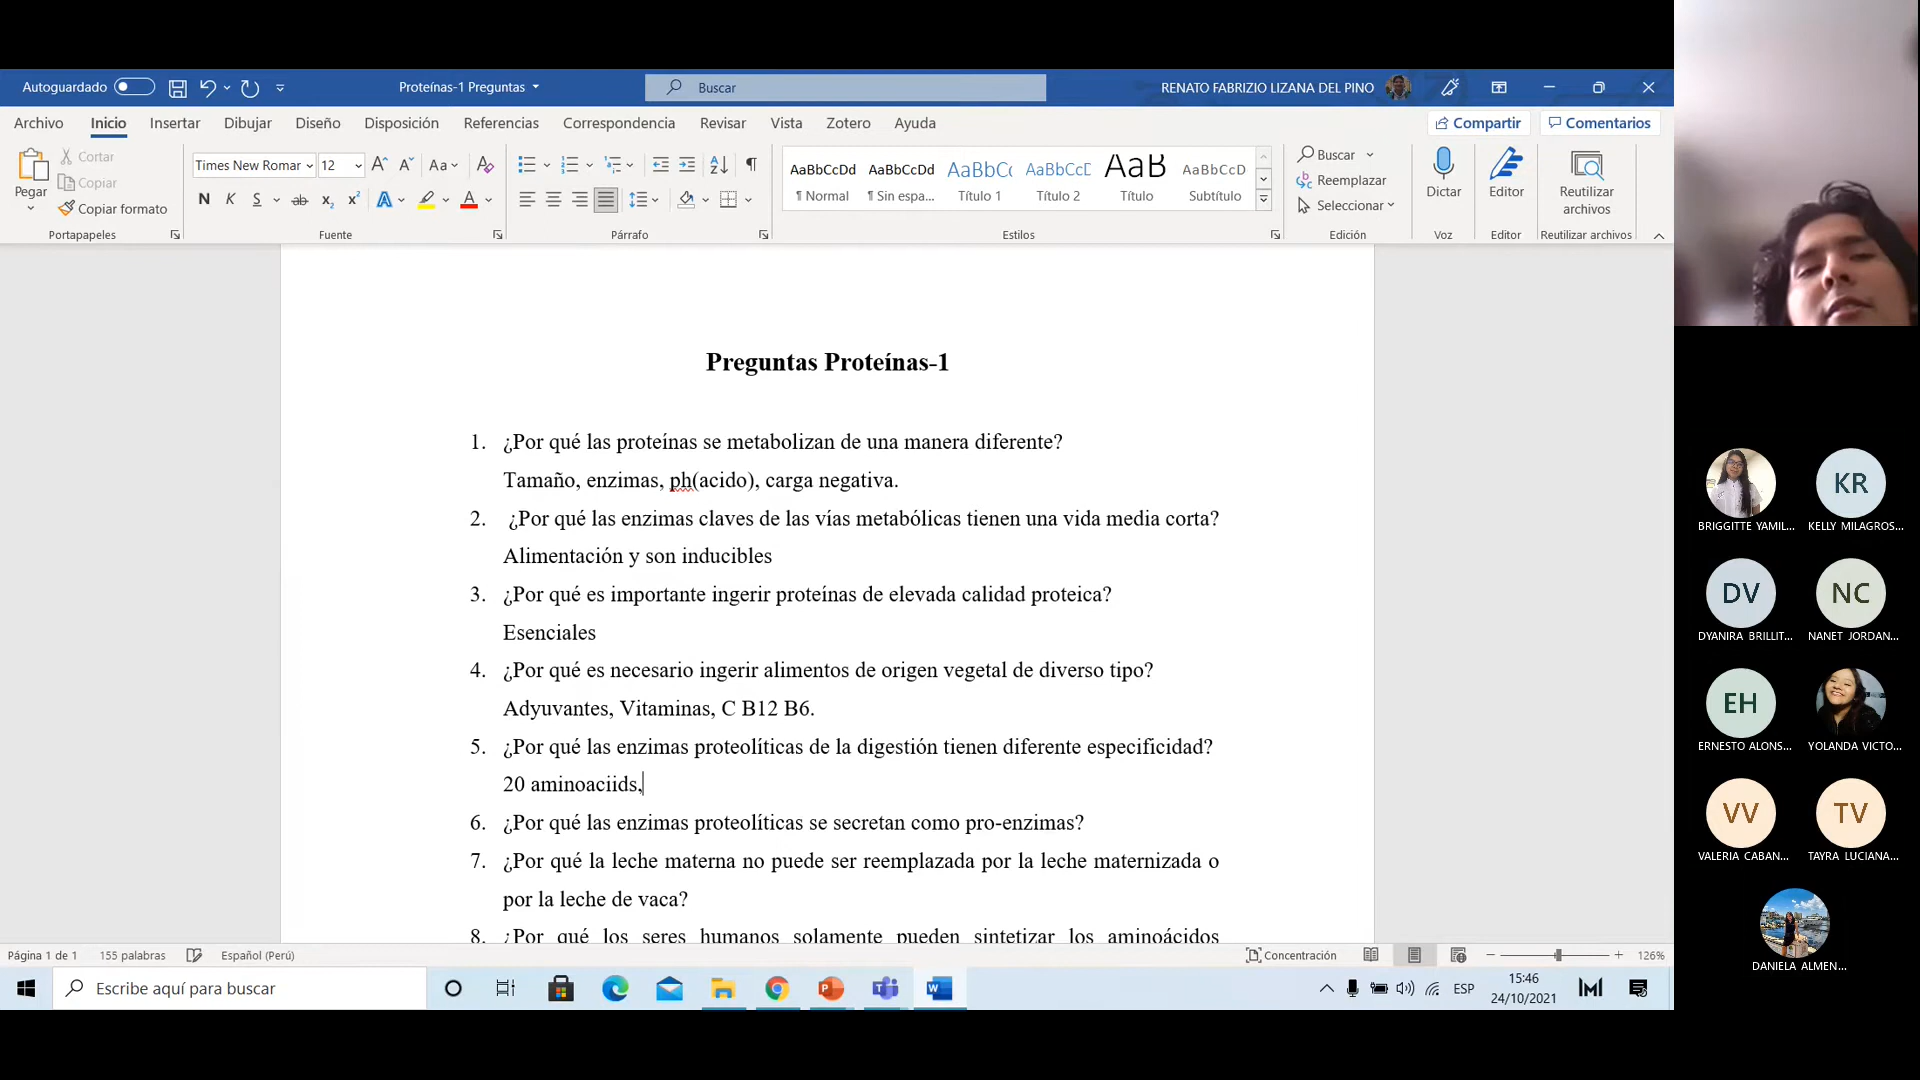 Autoguardado
Proteínas-1 Preguntas
Buscar
RENATO FABRIZIO LIZANA DEL PINO
Archivo Inicio Insertar Dibujar Diseño Disposición Referencias Correspondencia Revisar Vista Zotero Ayuda
Compartir Comentarios
Pegar
Cortar
Copiar
Copiar formato
Portapapeles
Times New Romar 12
Aa
N K S ab x₂ x²
Fuente
Párrafo
AaBbCcDd AaBbCcDd AaBbC AaBbCcD AaB AaBbCcD
¶ Normal ¶ Sin espa... Título 1 Título 2 Título Subtítulo
Estilos
Buscar
Reemplazar
Seleccionar
Edición
Dictar
Voz
Editor
Editor
Reutilizar
archivos
Reutilizar archivos
Preguntas Proteínas-1
1. ¿Por qué las proteínas se metabolizan de una manera diferente?
Tamaño, enzimas, ph(acido), carga negativa.
2. ¿Por qué las enzimas claves de las vías metabólicas tienen una vida media corta?
Alimentación y son inducibles
3. ¿Por qué es importante ingerir proteínas de elevada calidad proteica?
Esenciales
4. ¿Por qué es necesario ingerir alimentos de origen vegetal de diverso tipo?
Adyuvantes, Vitaminas, C B12 B6.
5. ¿Por qué las enzimas proteolíticas de la digestión tienen diferente especificidad?
20 aminoaciids,
6. ¿Por qué las enzimas proteolíticas se secretan como pro-enzimas?
7. ¿Por qué la leche materna no puede ser reemplazada por la leche maternizada o
por la leche de vaca?
8. ¿Por qué los seres humanos solamente pueden sintetizar los aminoácidos
Página 1 de 1 155 palabras Español (Perú)
Concentración
126%
Escribe aquí para buscar
ESP
15:46
24/10/2021
BRIGGITTE YAMIL...
KR
KELLY MILAGROS...
DV
DYANIRA BRILLIT...
NC
NANET JORDAN...
EH
ERNESTO ALONS...
YOLANDA VICTO...
VV
VALERIA CABAN...
TV
TAYRA LUCIANA...
DANIELA ALMEN...